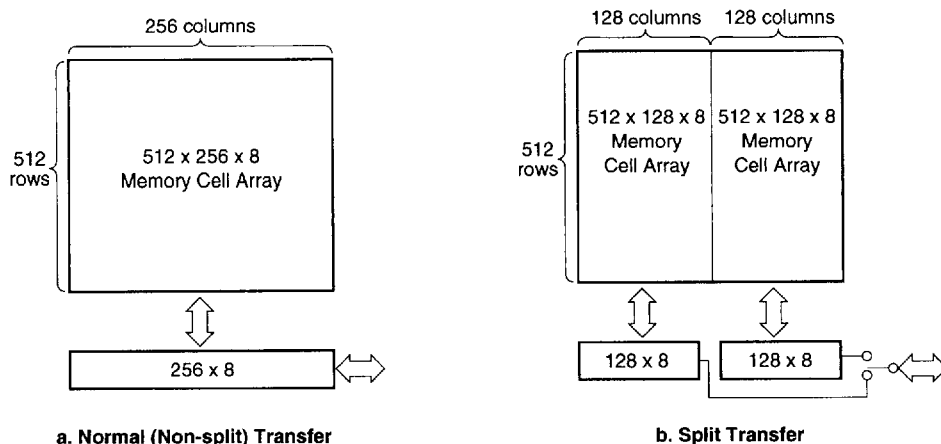 256 columns
512
rows
512 x 256 x 8
Memory Cell Array
256 x 8
a. Normal (Non-split) Transfer
128 columns
128 columns
512
rows
512 x 128 x 8
Memory
Cell Array
512 x 128 x 8
Memory
Cell Array
128 x 8
128 x 8
b. Split Transfer